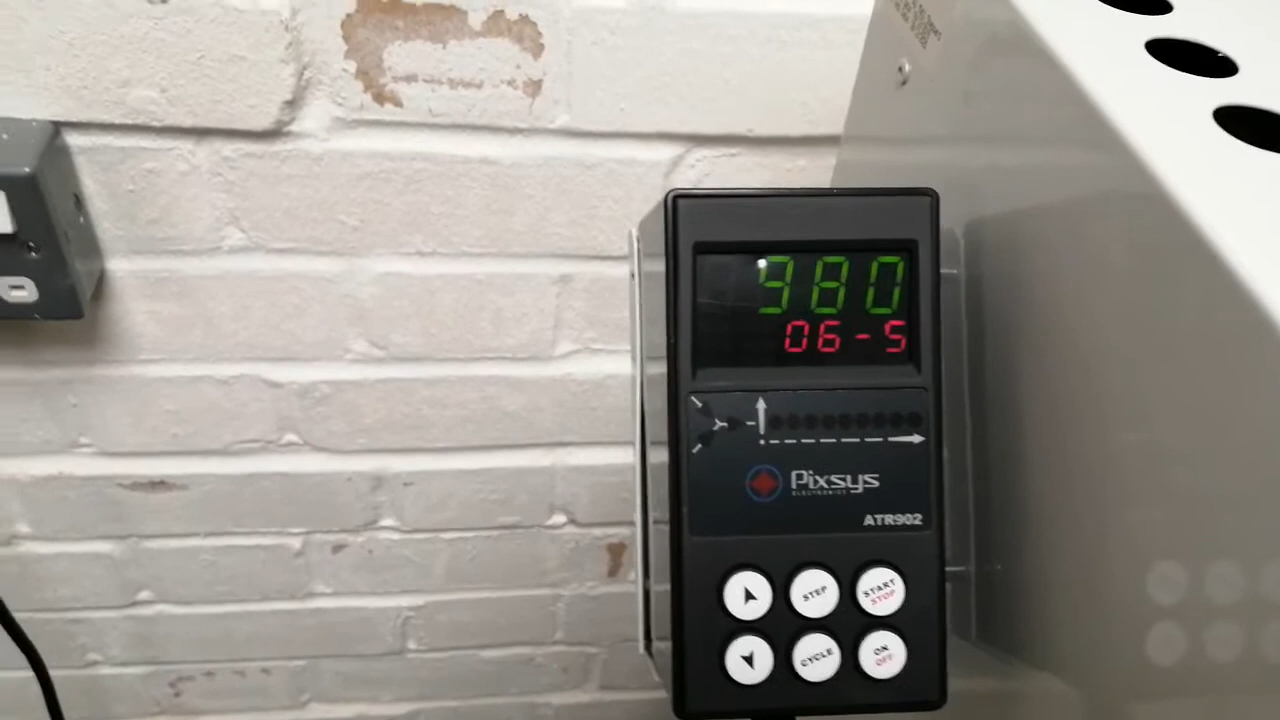 980
06-S
Pixsys
ELECTRONICS
ATR902
STEP
START
STOP
CYCLE
ON
OFF